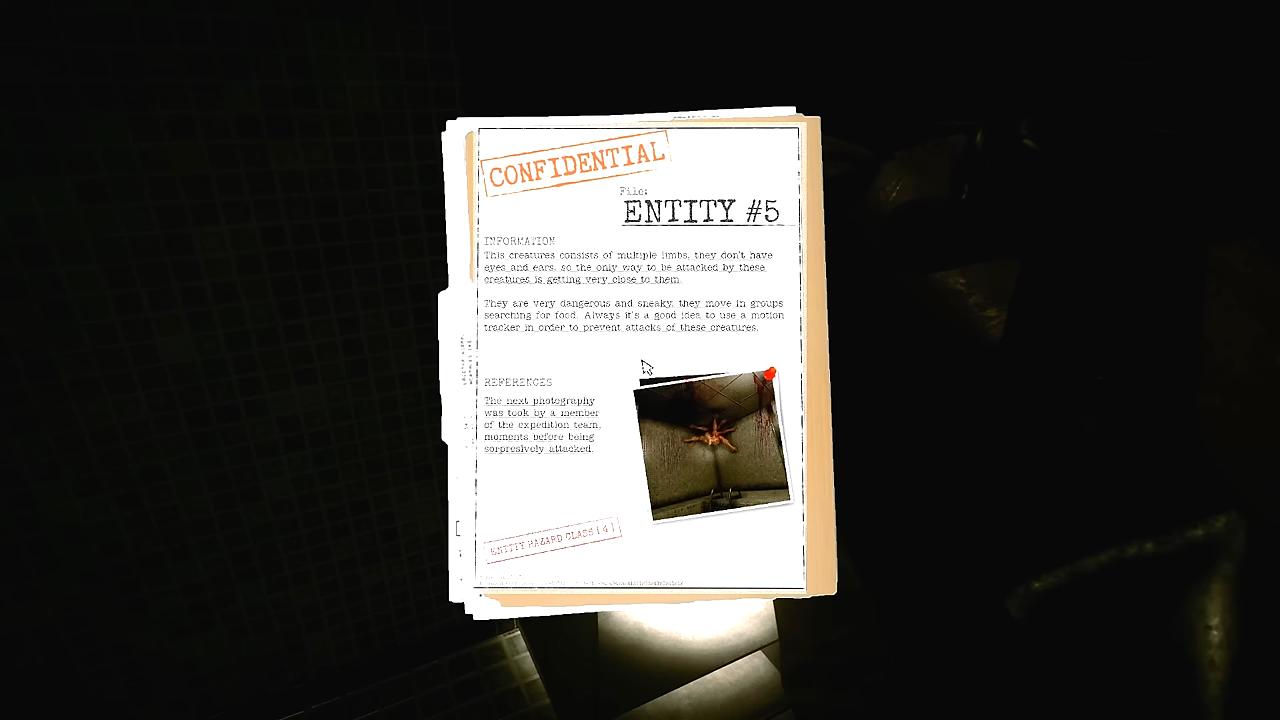 CONFIDENTIAL
File:
ENTITY #5
INFORMATION
This creatures consists of multiple limbs, they don't have
eyes and ears, so the only way to be attacked by these
creatures is getting very close to them.
They are very dangerous and sneaky, they move in groups
searching for food. Always it's a good idea to use a motion
tracker in order to prevent attacks of these creatures.
REFERENCES
The next photography
was took by a member
of the expedition team,
moments before being
sorpresively attacked.
ENTITY HAZARD CLASS [4]